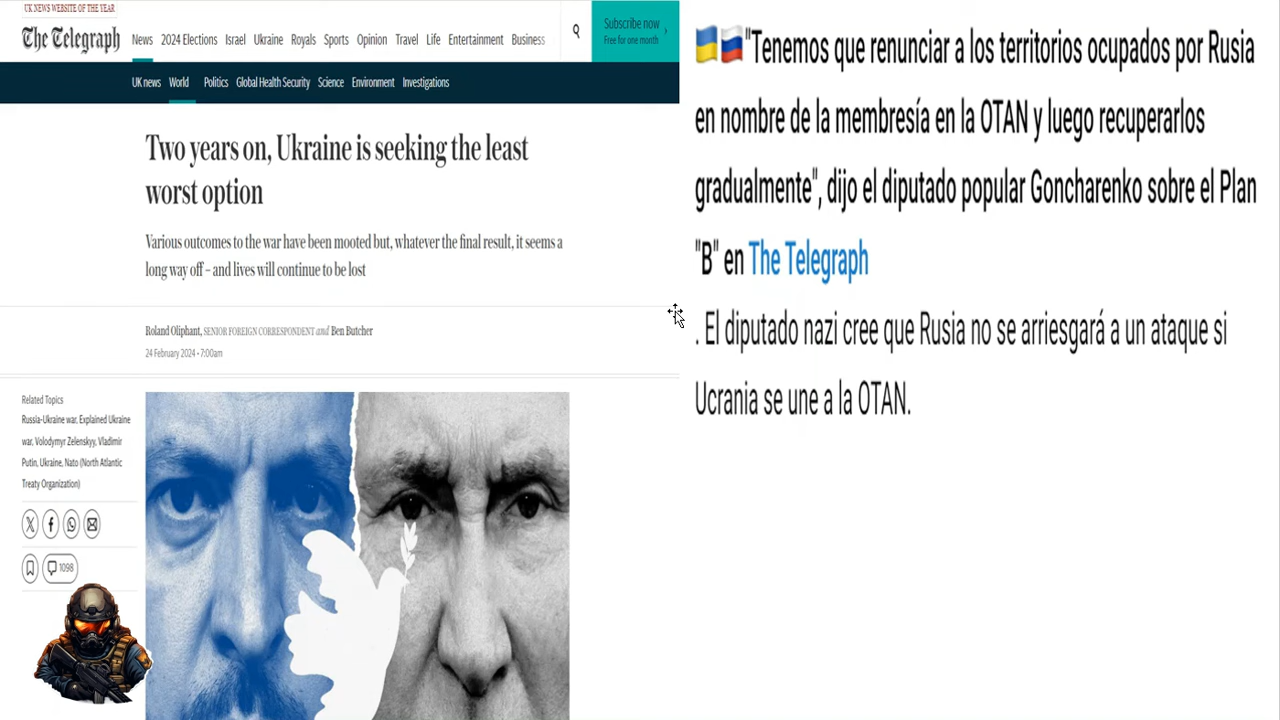 UK NEWS WEBSITE OF THE YEAR
The Telegraph
News 2024 Elections Israel Ukraine Royals Sports Opinion Travel Life Entertainment Business
Subscribe now
Free for one month
UK news World Politics Global Health Security Science Environment Investigations
Two years on, Ukraine is seeking the least
worst option
Various outcomes to the war have been mooted but, whatever the final result, it seems a
long way off – and lives will continue to be lost
Roland Oliphant, SENIOR FOREIGN CORRESPONDENT and Ben Butcher
24 February 2024 • 7:00am
Related Topics
Russia-Ukraine war, Explained Ukraine
war, Volodymyr Zelenskyy, Vladimir
Putin, Ukraine, Nato (North Atlantic
Treaty Organization)
1098
"Tenemos que renunciar a los territorios ocupados por Rusia
en nombre de la membresía en la OTAN y luego recuperarlos
gradualmente", dijo el diputado popular Goncharenko sobre el Plan
"B" en The Telegraph
. El diputado nazi cree que Rusia no se arriesgará a un ataque si
Ucrania se une a la OTAN.